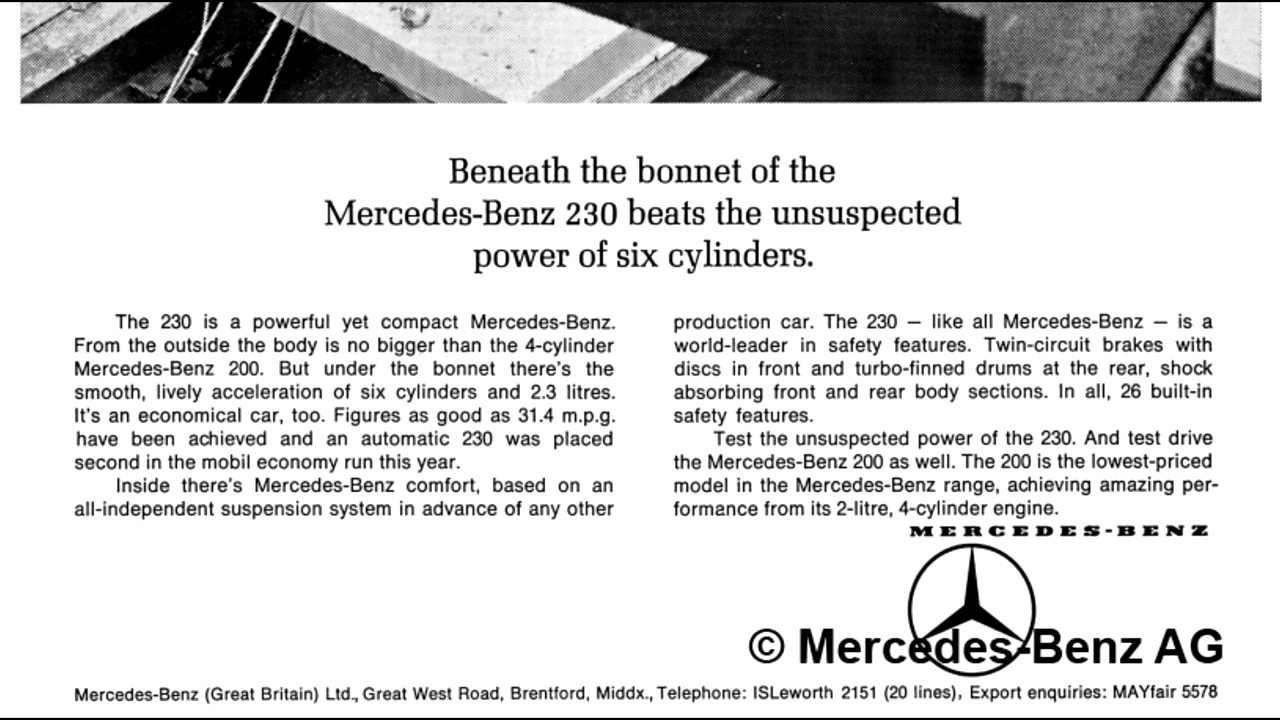 Beneath the bonnet of the
Mercedes-Benz 230 beats the unsuspected
power of six cylinders.
The 230 is a powerful yet compact Mercedes-Benz.
From the outside the body is no bigger than the 4-cylinder
Mercedes-Benz 200. But under the bonnet there's the
smooth, lively acceleration of six cylinders and 2.3 litres.
It's an economical car, too. Figures as good as 31.4 m.p.g.
have been achieved and an automatic 230 was placed
second in the mobil economy run this year.
Inside there's Mercedes-Benz comfort, based on an
all-independent suspension system in advance of any other
production car. The 230 — like all Mercedes-Benz — is a
world-leader in safety features. Twin-circuit brakes with
discs in front and turbo-finned drums at the rear, shock
absorbing front and rear body sections. In all, 26 built-in
safety features.
Test the unsuspected power of the 230. And test drive
the Mercedes-Benz 200 as well. The 200 is the lowest-priced
model in the Mercedes-Benz range, achieving amazing per-
formance from its 2-litre, 4-cylinder engine.
MERCEDES-BENZ
© Mercedes-Benz AG
Mercedes-Benz (Great Britain) Ltd., Great West Road, Brentford, Middx., Telephone: ISLeworth 2151 (20 lines), Export enquiries: MAYfair 5578